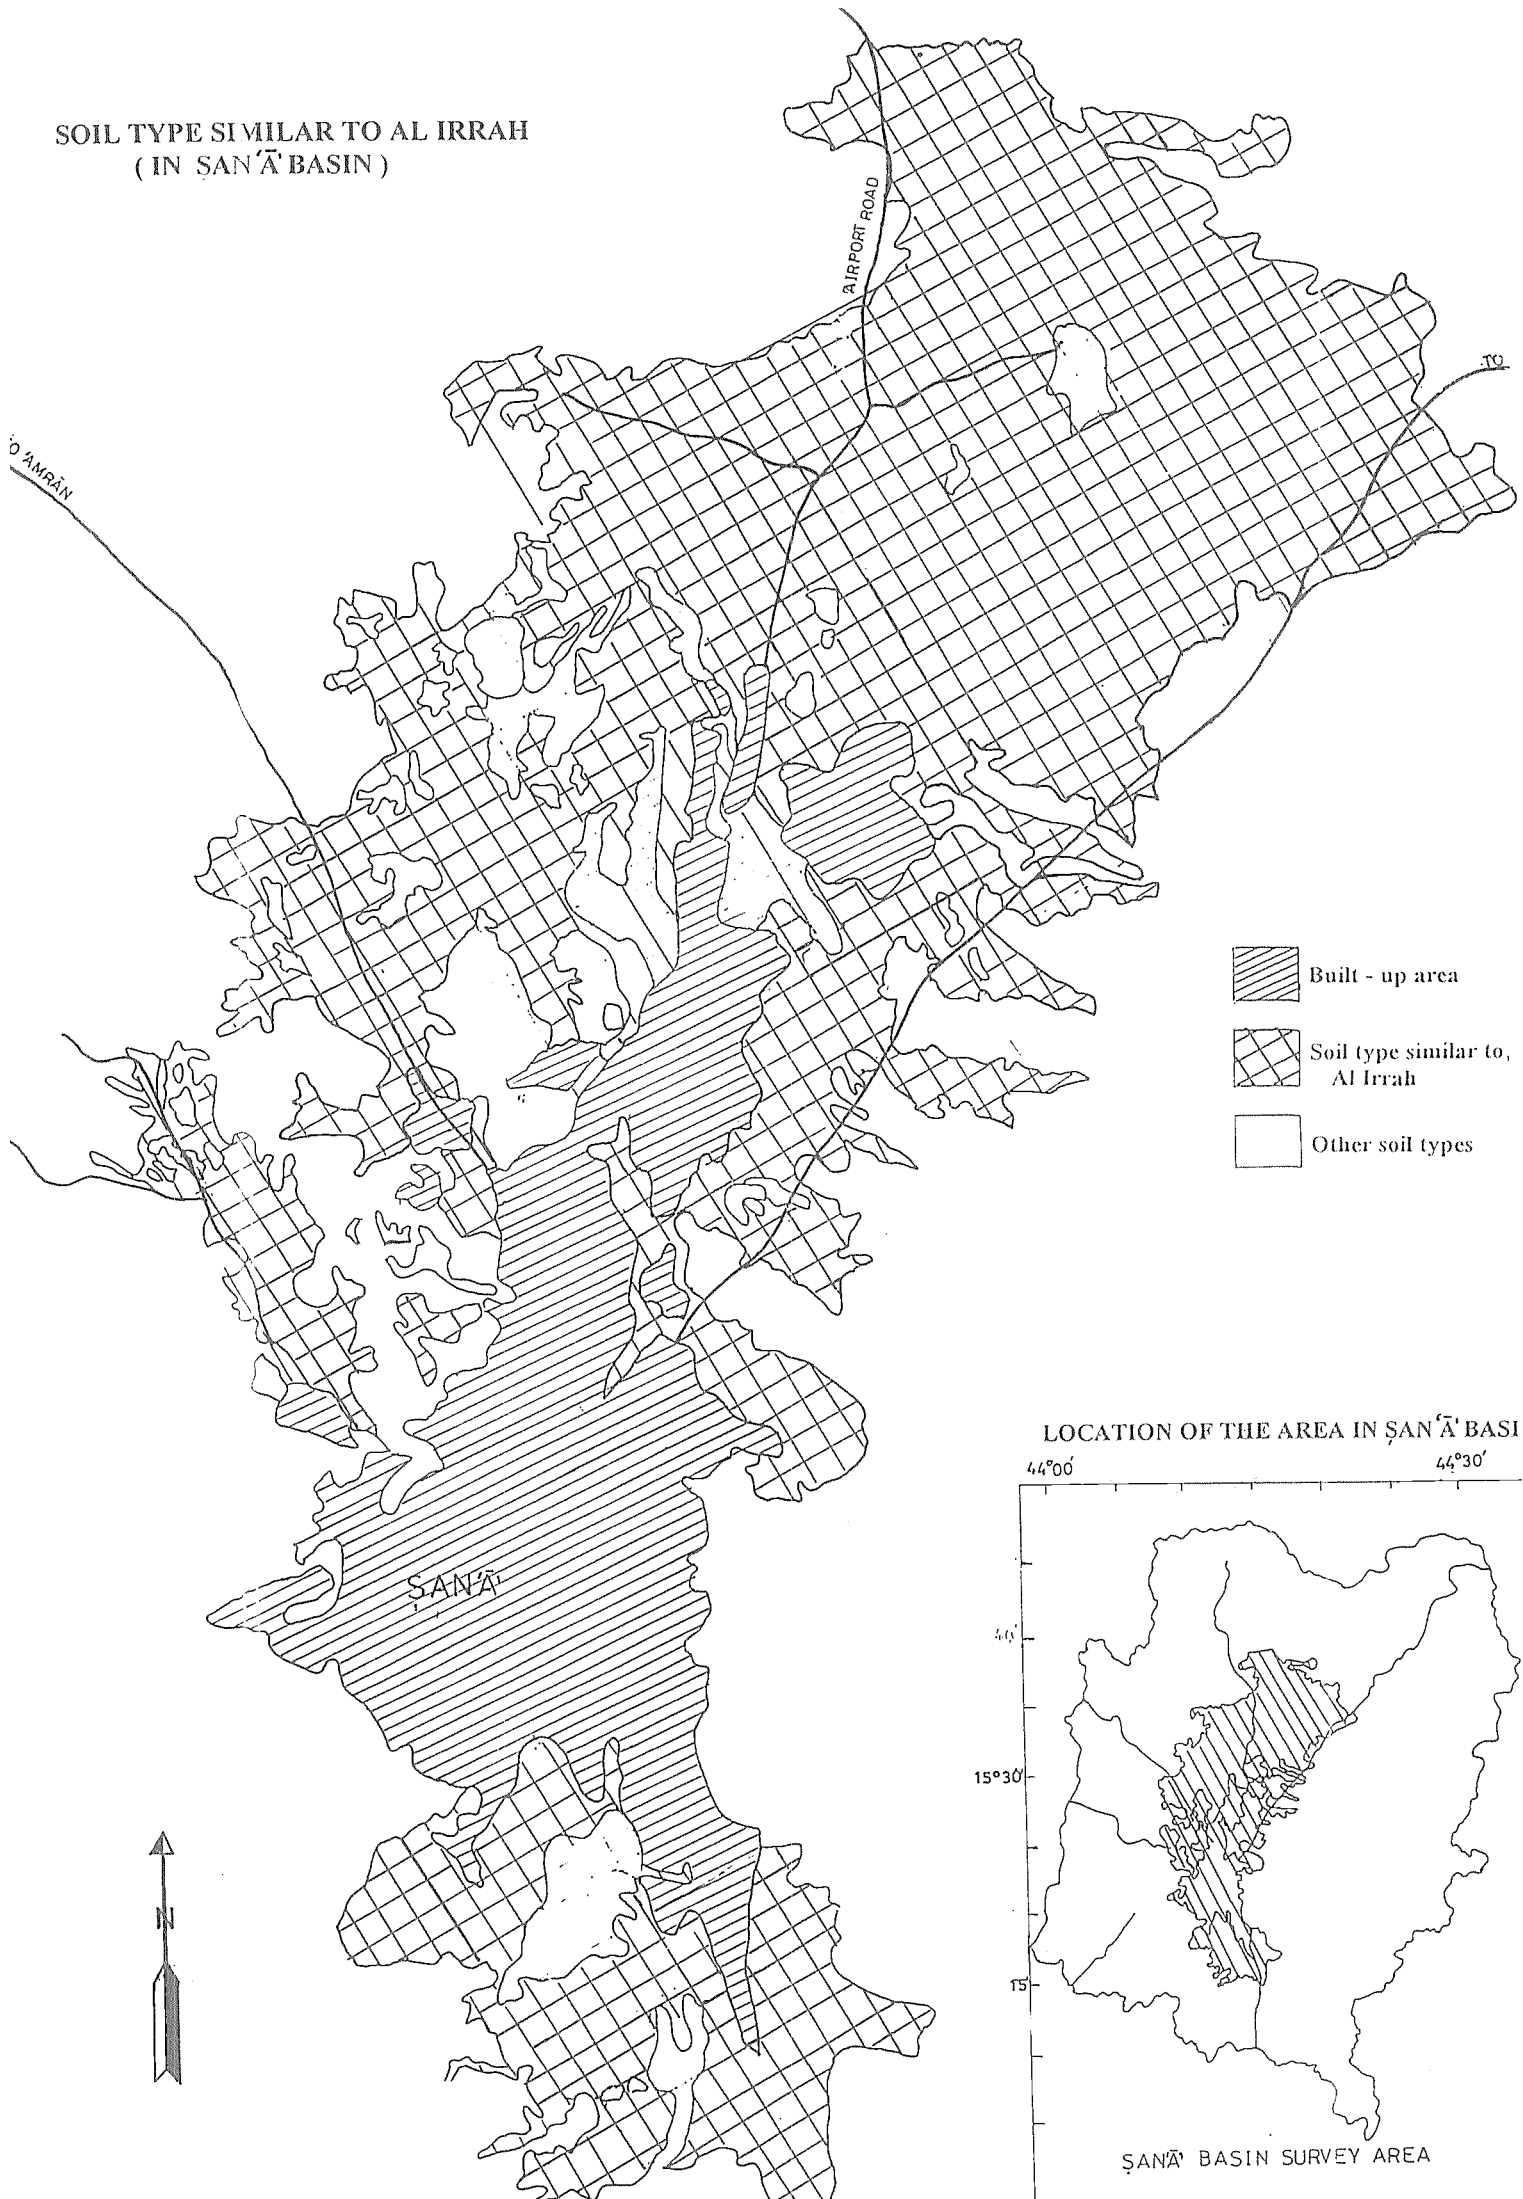 SOIL TYPE SIMILAR TO AL IRRAH
( IN ṢAN'Ā' BASIN )
AIRPORT ROAD
TO
O 'AMRĀN
Built - up area
Soil type similar to,
Al Irrah
Other soil types
ṢAN'Ā'
N
LOCATION OF THE AREA IN ṢAN'Ā' BASI
44°00'
44°30'
15°30'
15'
ṢAN'Ā' BASIN SURVEY AREA